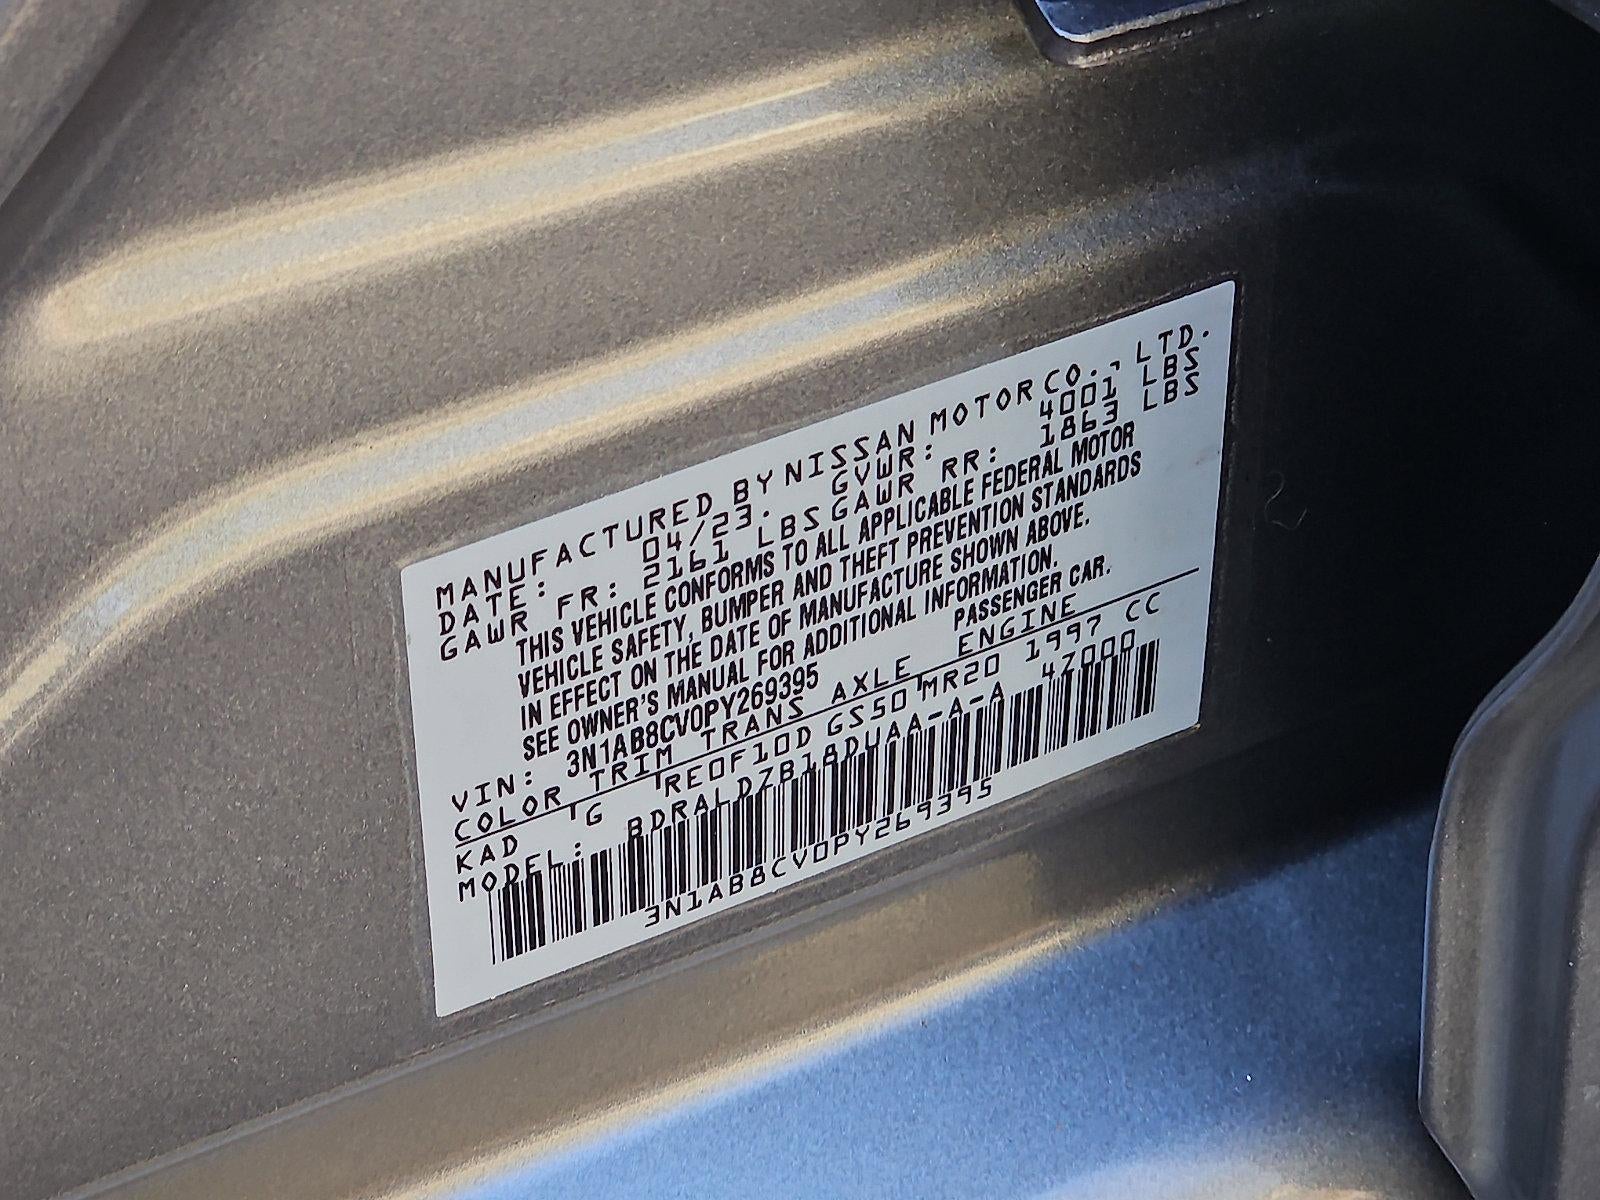 MANUFACTURED BY NISSAN MOTOR CO., LTD.
DATE: 04/23. GVWR: 4001 LBS
GAWR FR: 2161 LBS GAWR RR: 1863 LBS
THIS VEHICLE CONFORMS TO ALL APPLICABLE FEDERAL MOTOR
VEHICLE SAFETY, BUMPER AND THEFT PREVENTION STANDARDS
IN EFFECT ON THE DATE OF MANUFACTURE SHOWN ABOVE.
SEE OWNER'S MANUAL FOR ADDITIONAL INFORMATION.
VIN: 3N1AB8CV0PY269395 PASSENGER CAR.
COLOR TRIM TRANS AXLE ENGINE
KAD G RE0F10D GS50 MR20 1997 CC
MODEL: BDRALDZB18DUAA-A-A 4Z000
3N1AB8CV0PY269395